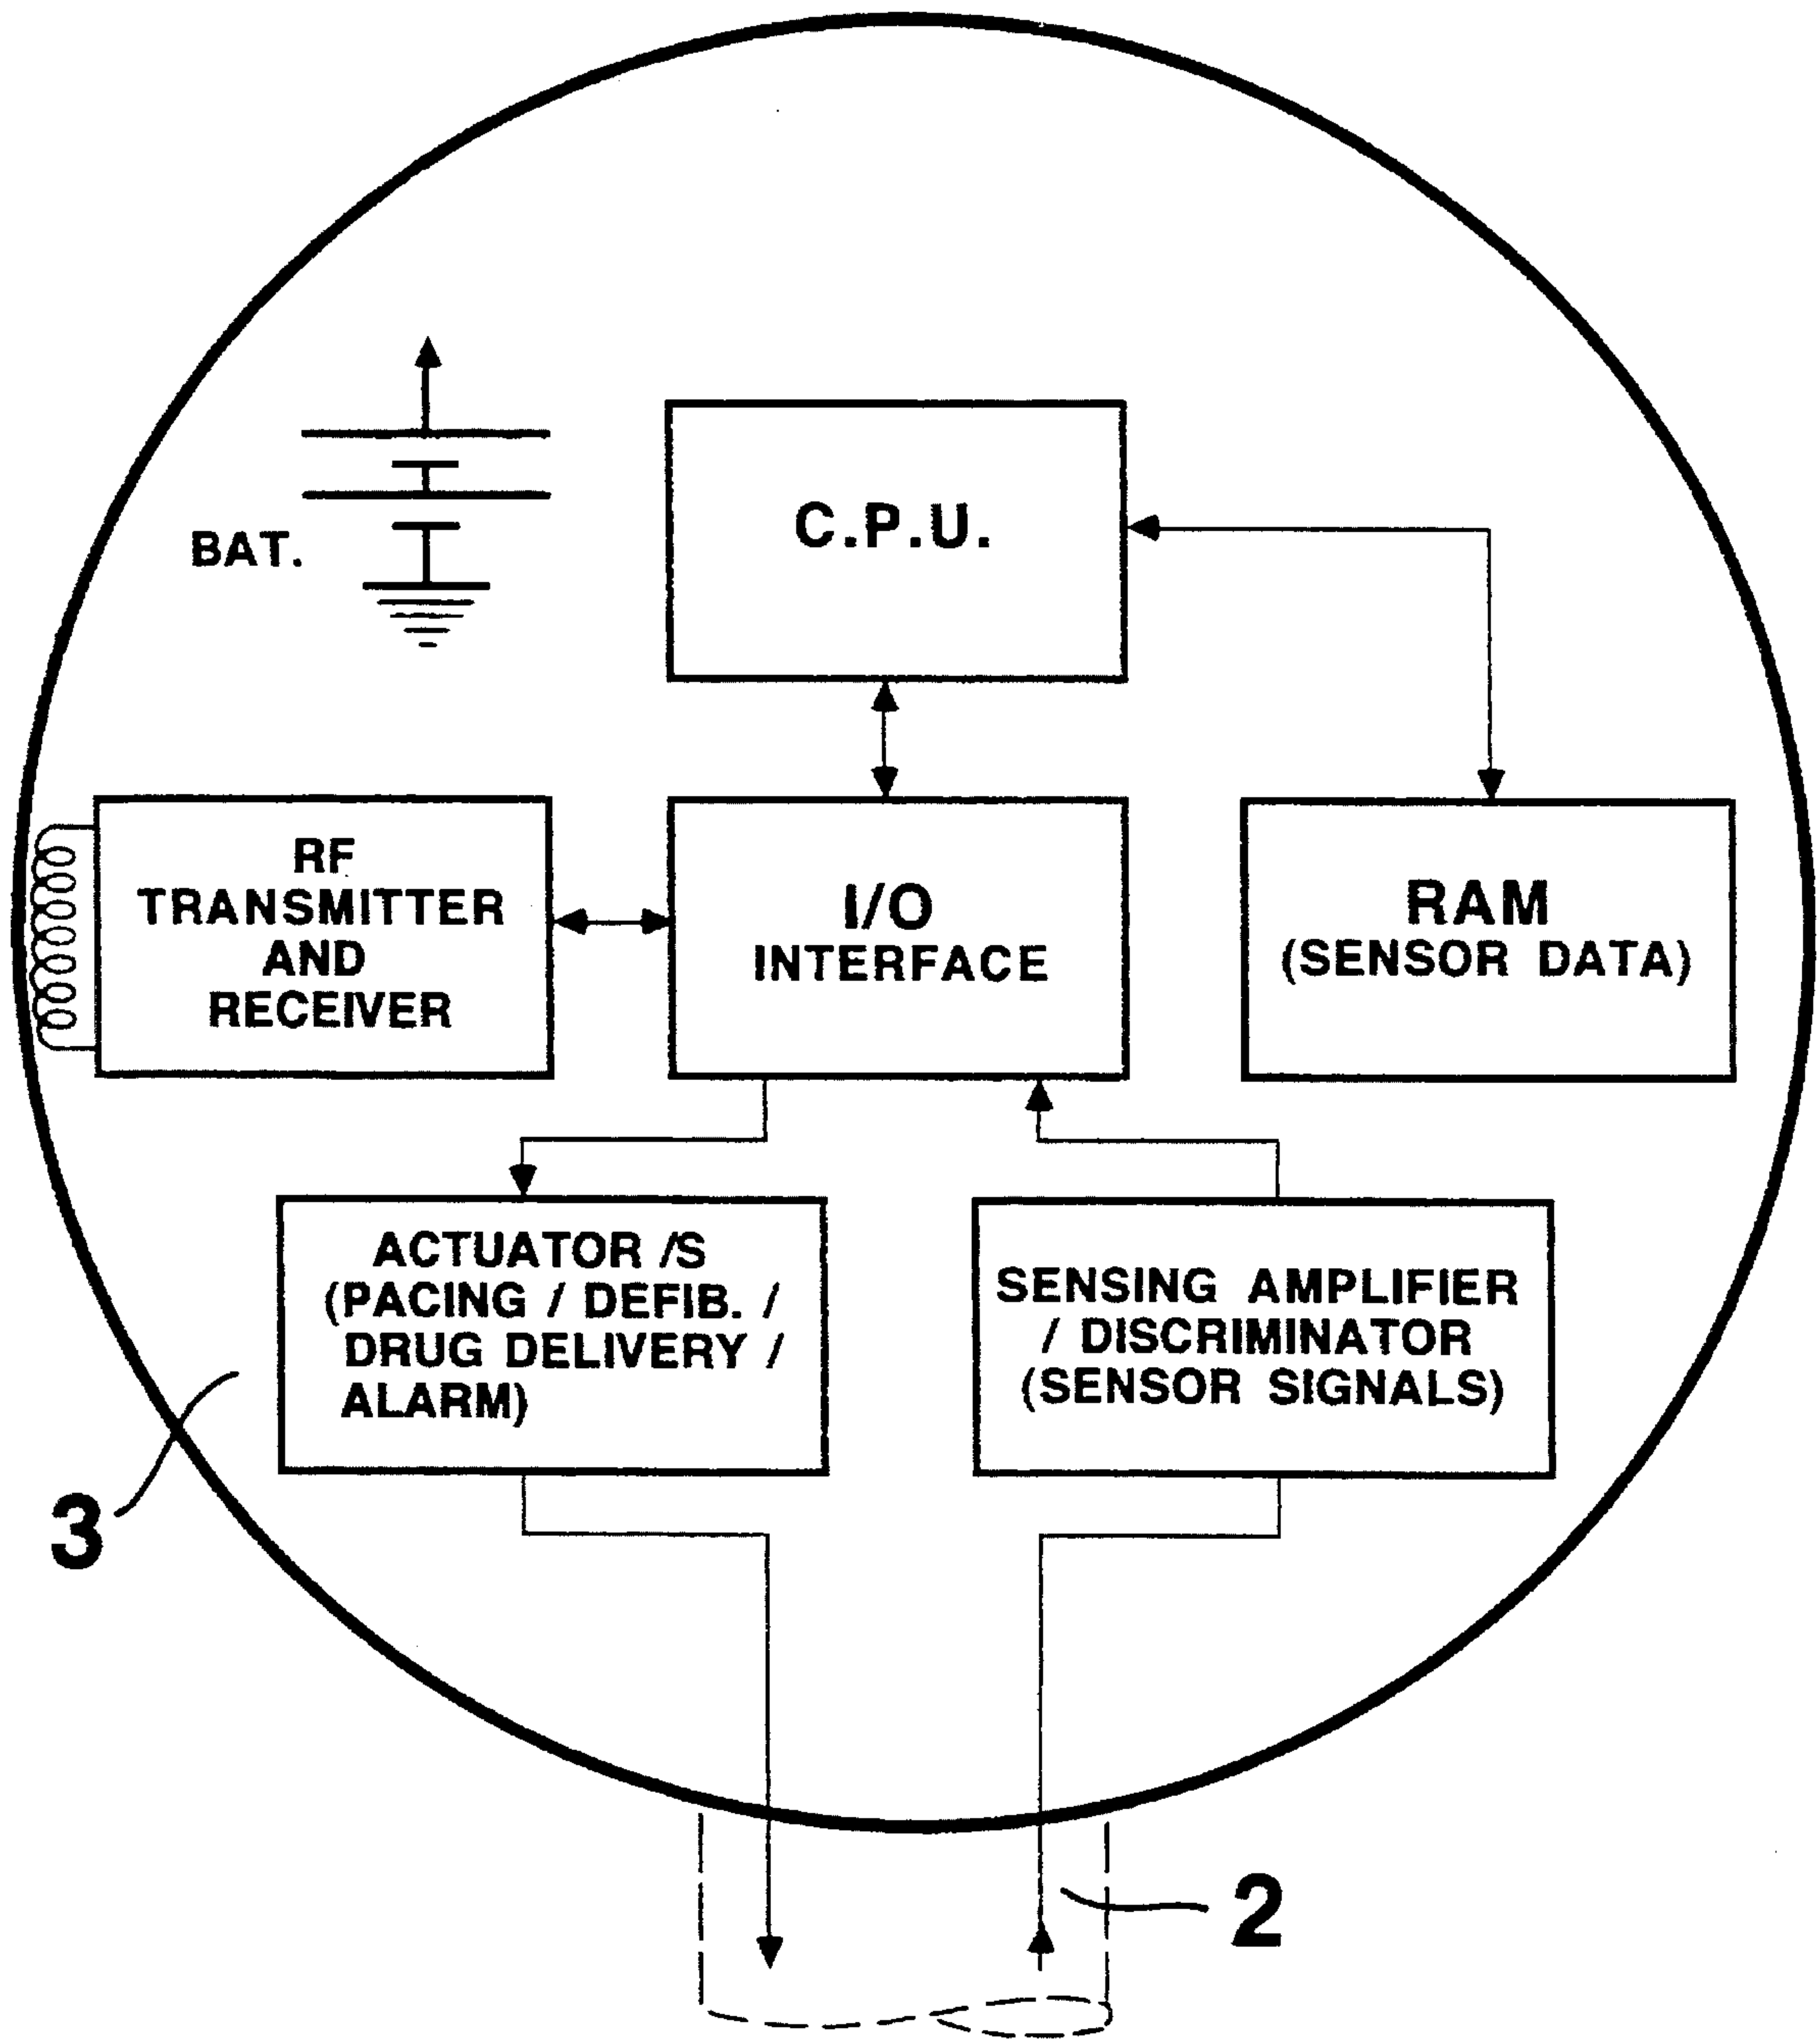 C.P.U.
BAT.
RF
TRANSMITTER
AND
RECEIVER
I/O
INTERFACE
RAM
(SENSOR DATA)
ACTUATOR /S
(PACING / DEFIB. /
DRUG DELIVERY /
ALARM)
SENSING AMPLIFIER
/ DISCRIMINATOR
(SENSOR SIGNALS)
3
2